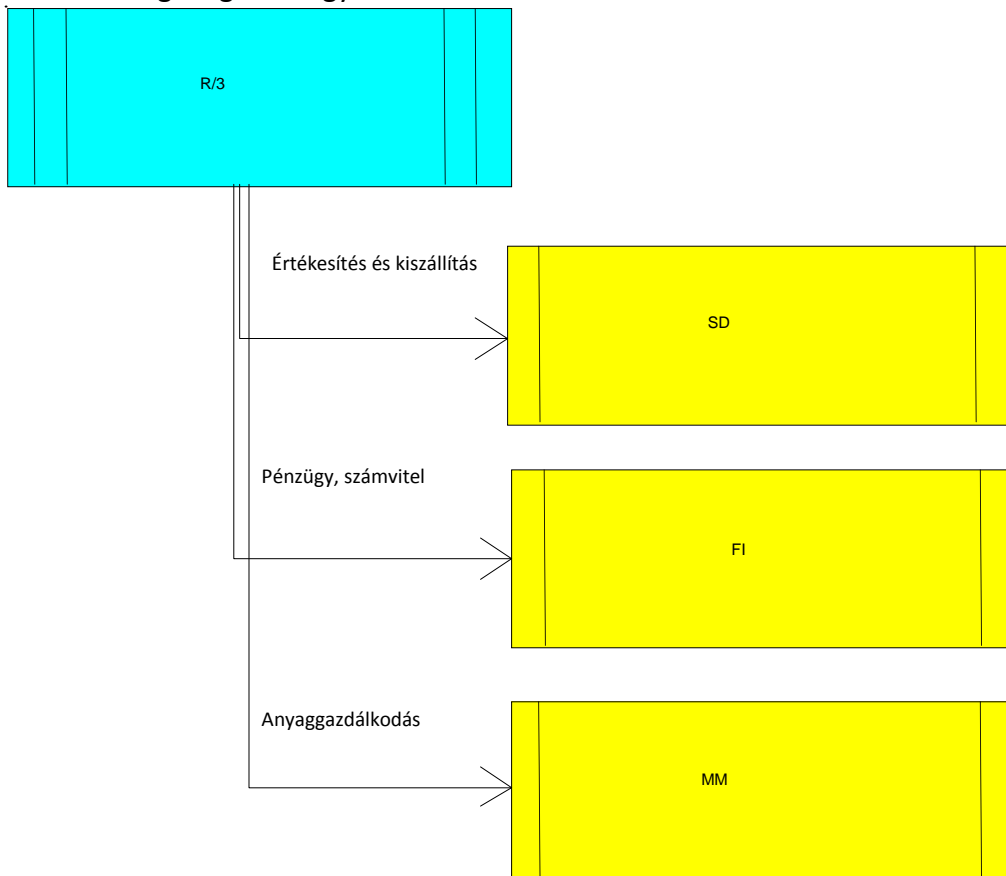 R/3
Értékesítés és kiszállítás
SD
Pénzügy, számvitel
FI
Anyaggazdálkodás
MM